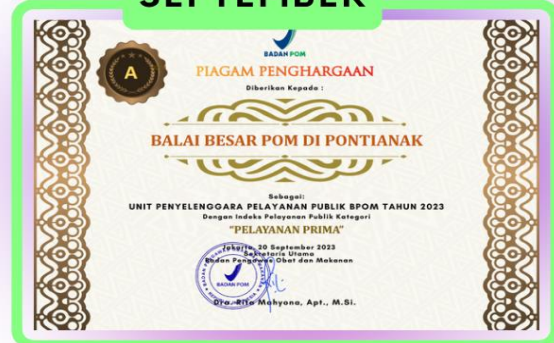 SEPTEMBER
A
BADAN POM
PIAGAM PENGHARGAAN
Diberikan Kepada :
BALAI BESAR POM DI PONTIANAK
Sebagai:
UNIT PENYELENGGARA PELAYANAN PUBLIK BPOM TAHUN 2023
Dengan Indeks Pelayanan Publik Kategori
"PELAYANAN PRIMA"
Jakarta, 20 September 2023
Sekretaris Utama
Badan Pengawas Obat dan Makanan
BADAN POM
Dra. Rita Mahyona, Apt., M.Si.